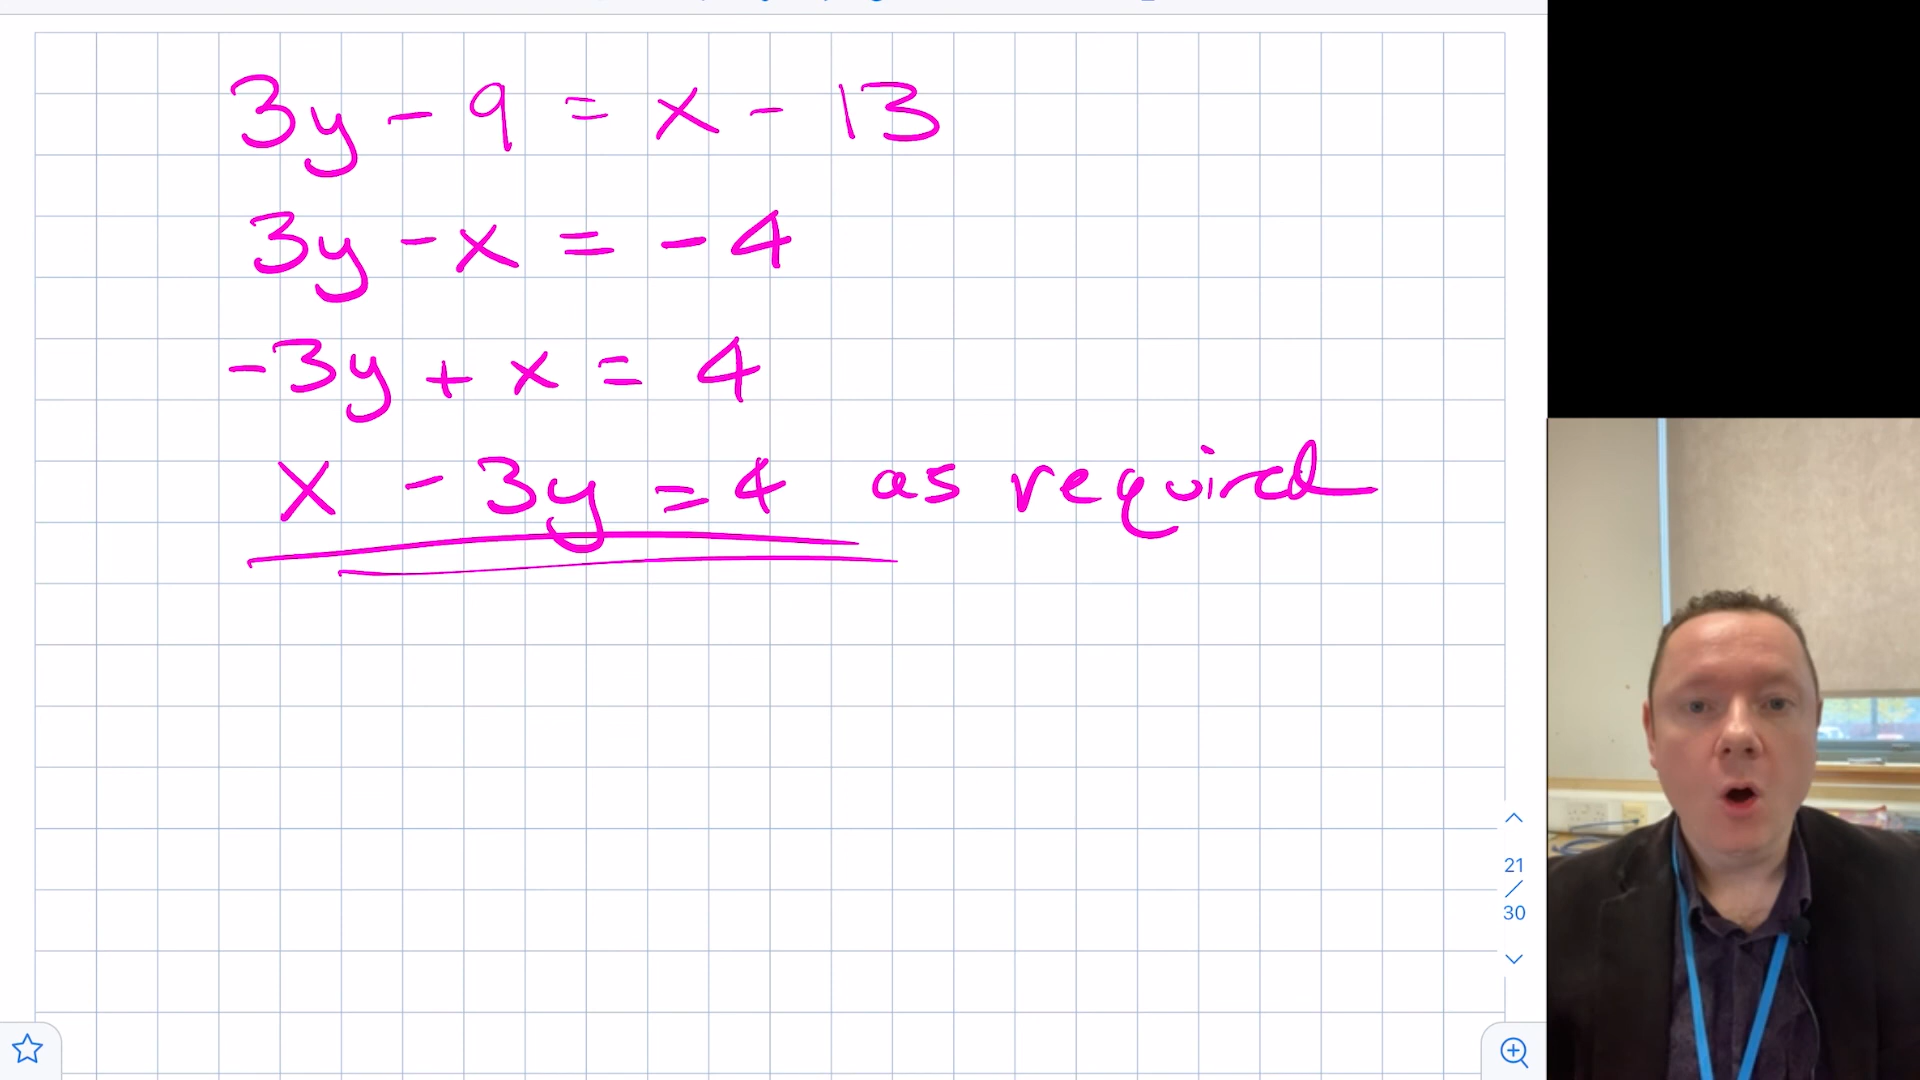 3y - 9 = x - 13
3y - x = - 4
- 3y + x = 4
x - 3y = 4 as required
21
/
30